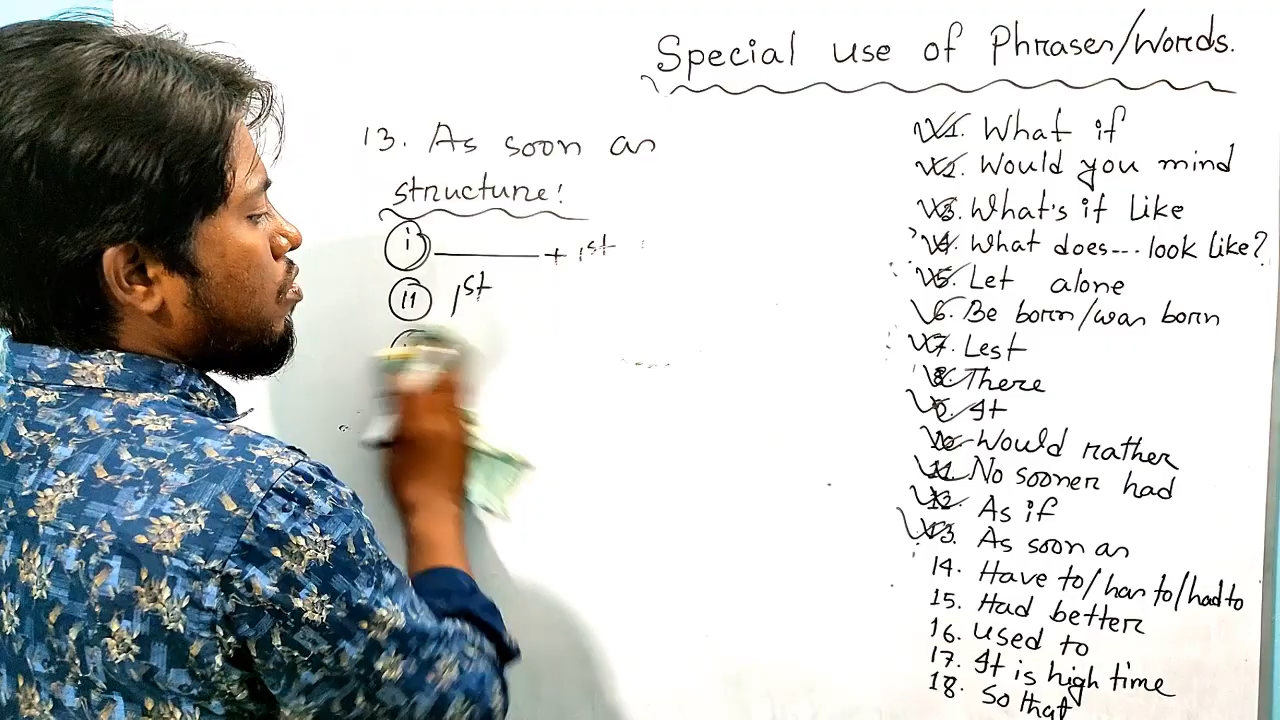 Special use of Phrases/Words.
13. As soon as
structure:
i ———— + 1st
ii 1st
1. What if
2. Would you mind
3. What's it like
4. What does--- look like?
5. Let alone
6. Be born/was born
7. Lest
8. There
9. It
10. Would rather
11. No sooner had
12. As if
13. As soon as
14. Have to/has to/had to
15. Had better
16. used to
17. It is high time
18. So that